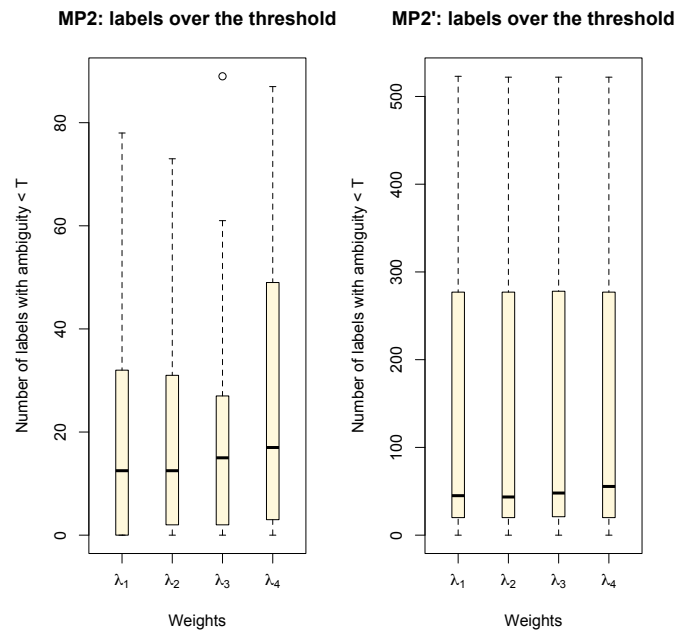 MP2: labels over the threshold
Number of labels with ambiguity < T
80
60
40
20
0
λ1
λ2
λ3
λ4
Weights
MP2': labels over the threshold
Number of labels with ambiguity < T
500
400
300
200
100
0
λ1
λ2
λ3
λ4
Weights